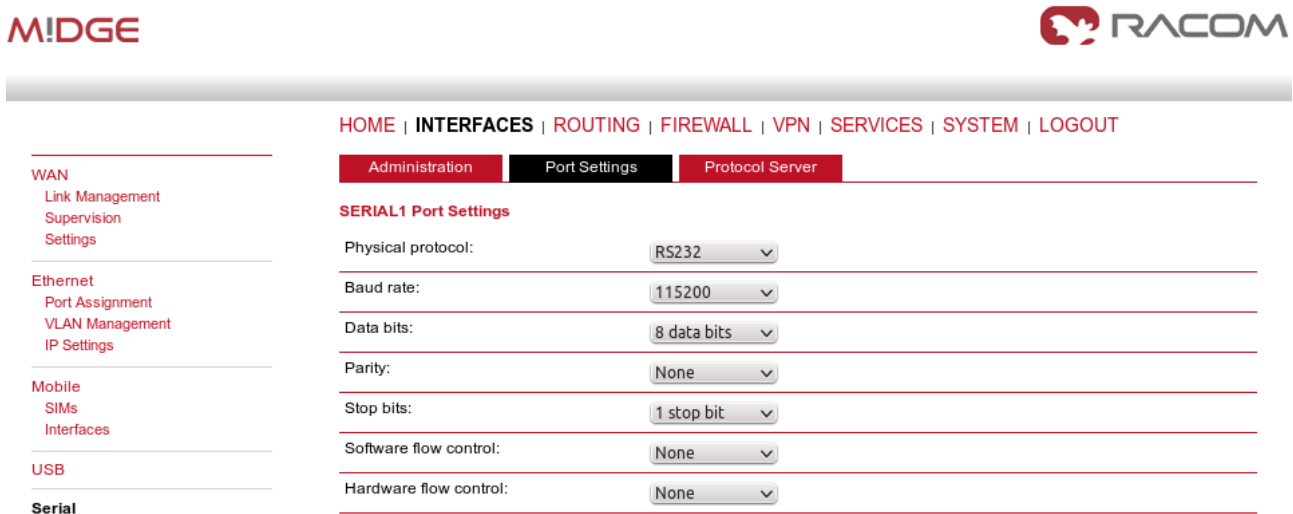 M!DGE
RACOM
HOME | INTERFACES | ROUTING | FIREWALL | VPN | SERVICES | SYSTEM | LOGOUT
WAN
Link Management
Supervision
Settings
Ethernet
Port Assignment
VLAN Management
IP Settings
Mobile
SIMs
Interfaces
USB
Serial
Administration Port Settings Protocol Server
SERIAL1 Port Settings
Physical protocol: RS232
Baud rate: 115200
Data bits: 8 data bits
Parity: None
Stop bits: 1 stop bit
Software flow control: None
Hardware flow control: None